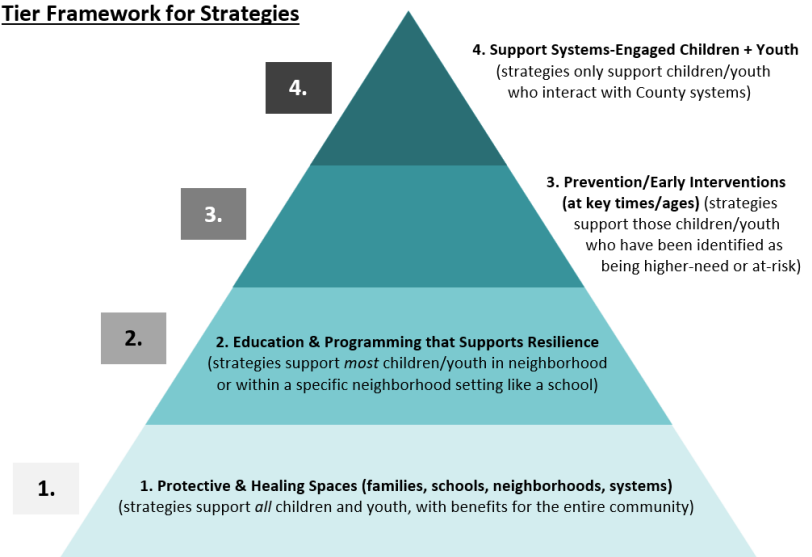 Tier Framework for Strategies
4.
4. Support Systems-Engaged Children + Youth
(strategies only support children/youth
who interact with County systems)
3.
3. Prevention/Early Interventions
(at key times/ages) (strategies
support those children/youth
who have been identified as
being higher-need or at-risk)
2.
2. Education & Programming that Supports Resilience
(strategies support most children/youth in neighborhood
or within a specific neighborhood setting like a school)
1.
1. Protective & Healing Spaces (families, schools, neighborhoods, systems)
(strategies support all children and youth, with benefits for the entire community)